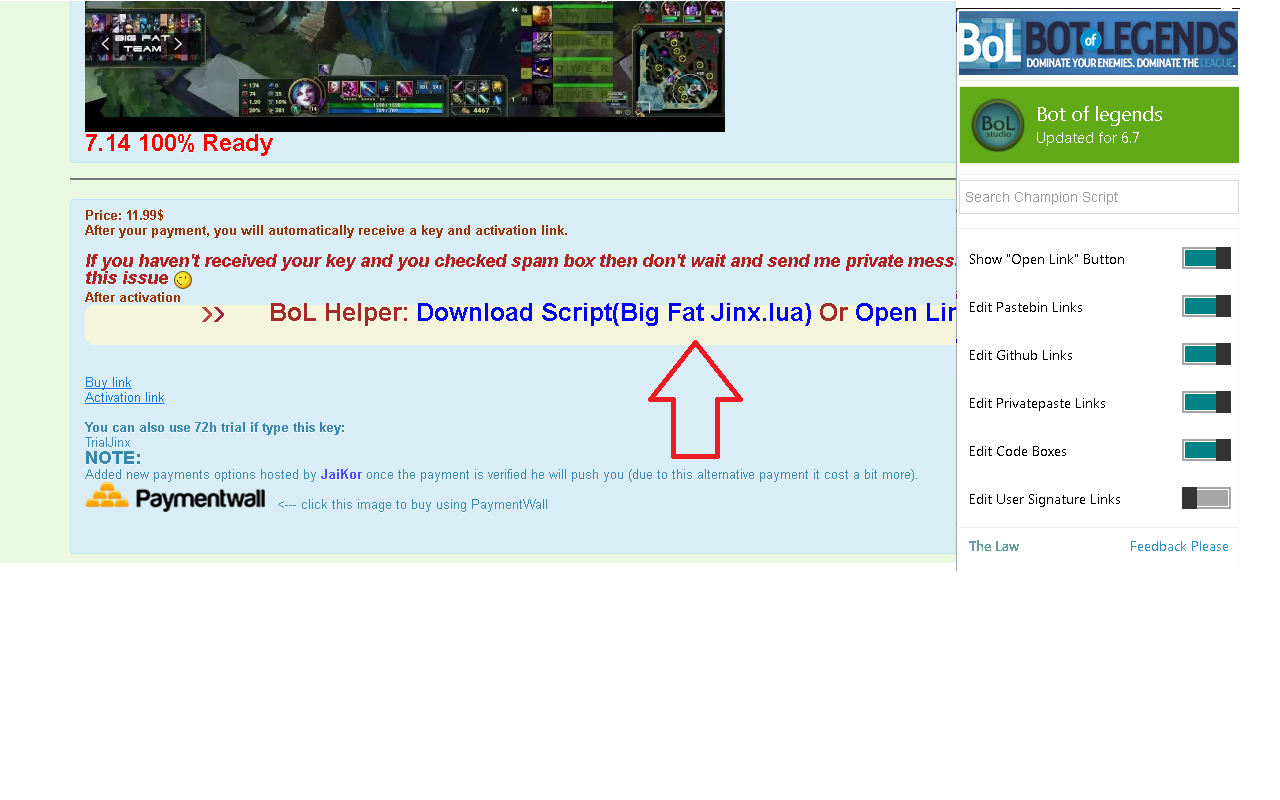 BIG FAT
TEAM
7.14 100% Ready
Price: 11.99$
After your payment, you will automatically receive a key and activation link.
If you haven't received your key and you checked spam box then don't wait and send me private mess
this issue
After activation
>> BoL Helper: Download Script(Big Fat Jinx.lua) Or Open Lin
Buy link
Activation link
You can also use 72h trial if type this key:
TrialJinx
NOTE:
Added new payments options hosted by JaiKor once the payment is verified he will push you (due to this alternative payment it cost a bit more).
Paymentwall <--- click this image to buy using PaymentWall
BoL BOT of LEGENDS
DOMINATE YOUR ENEMIES. DOMINATE THE LEAGUE.
BoL
studio
Bot of legends
Updated for 6.7
Search Champion Script
Show "Open Link" Button
Edit Pastebin Links
Edit Github Links
Edit Privatepaste Links
Edit Code Boxes
Edit User Signature Links
The Law
Feedback Please